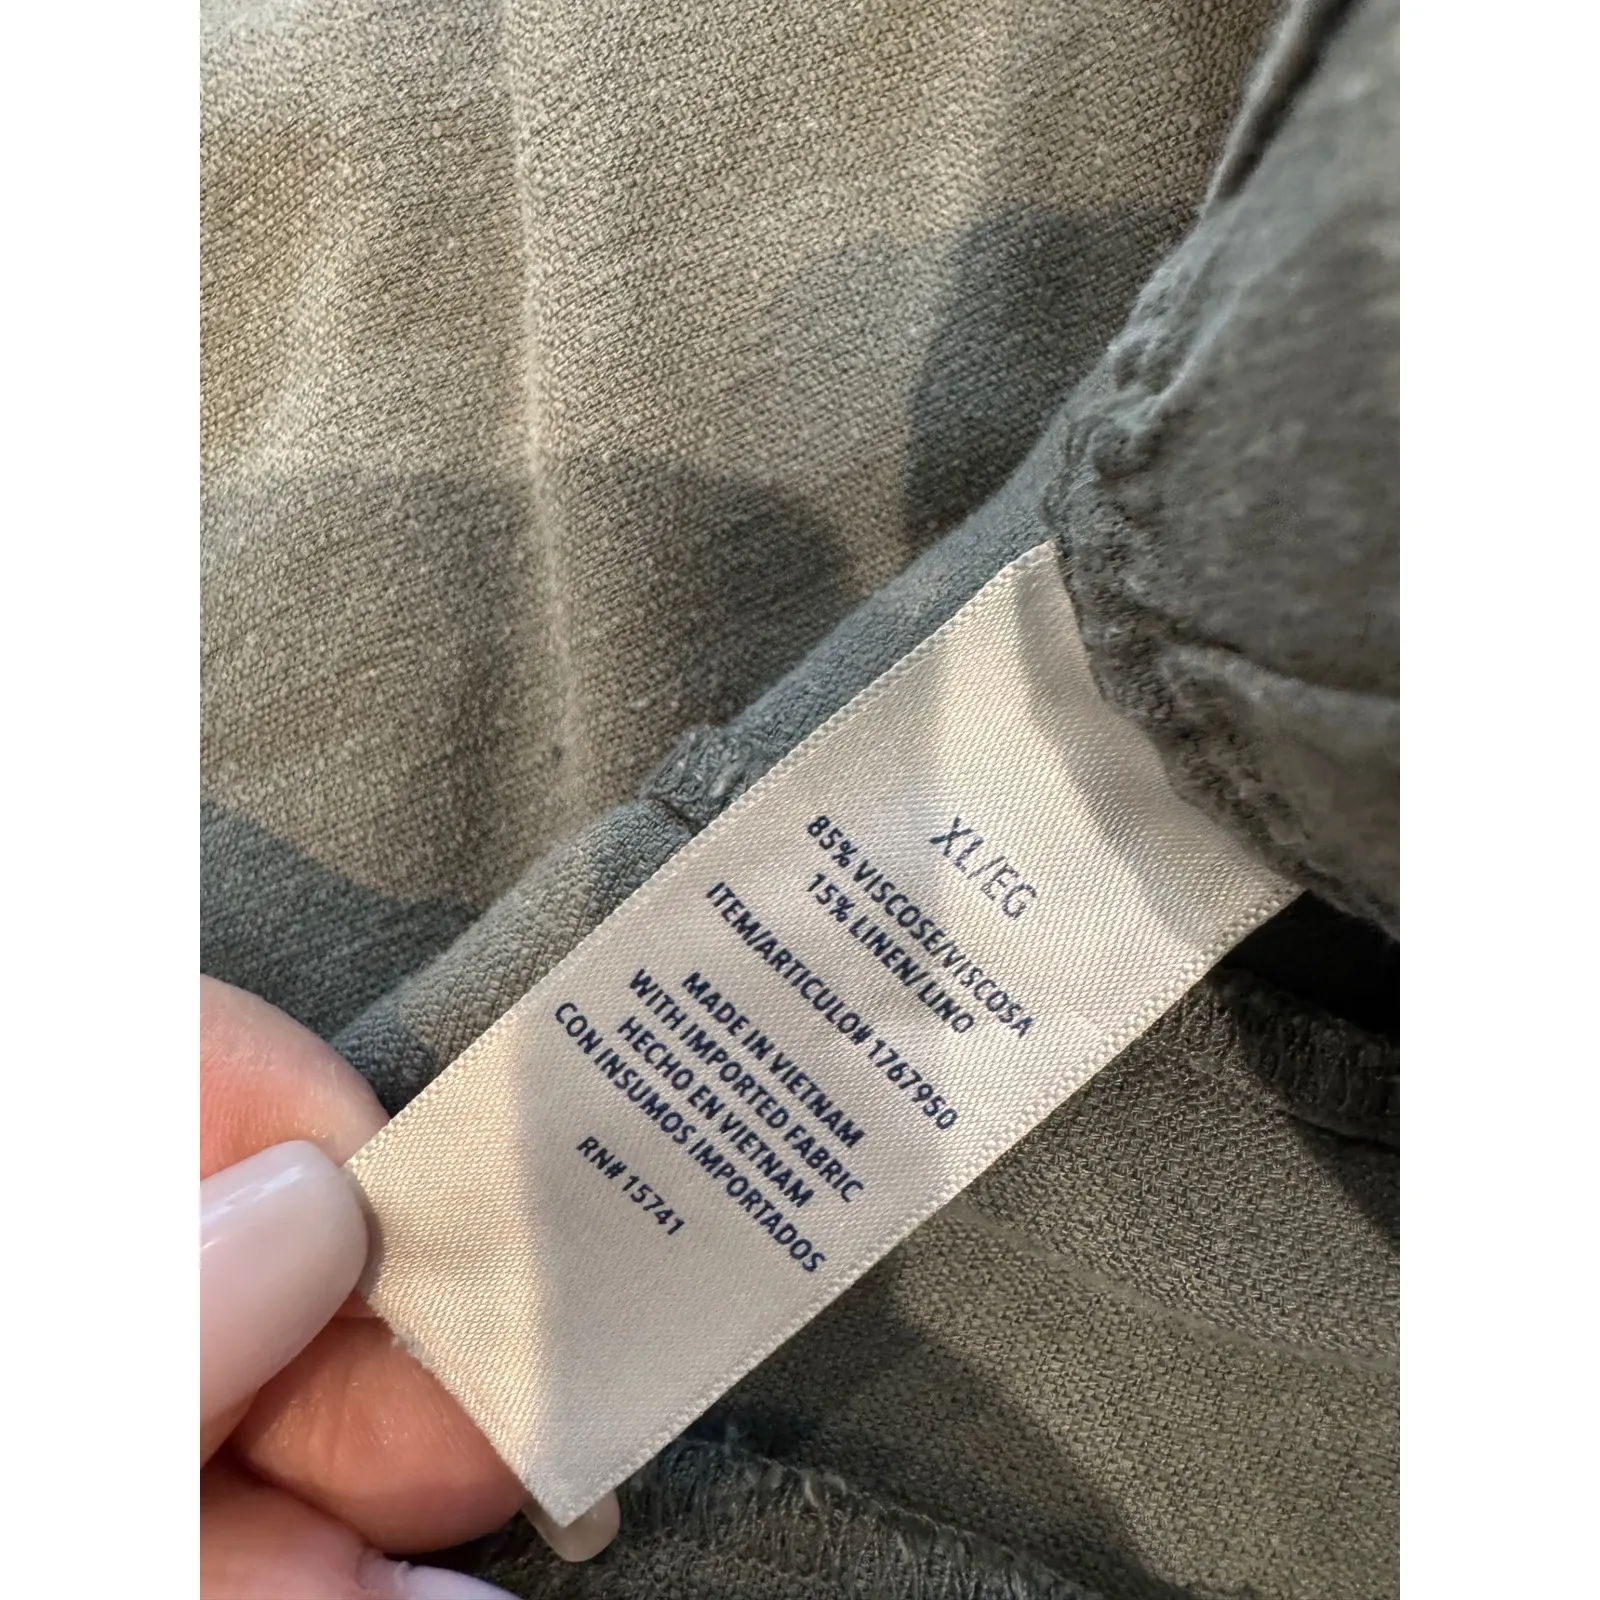 XL/EG
85% VISCOSE/VISCOSA
15% LINEN/LINO
ITEM/ARTICULO# 1767950
MADE IN VIETNAM
WITH IMPORTED FABRIC
HECHO EN VIETNAM
CON INSUMOS IMPORTADOS
RN# 15741